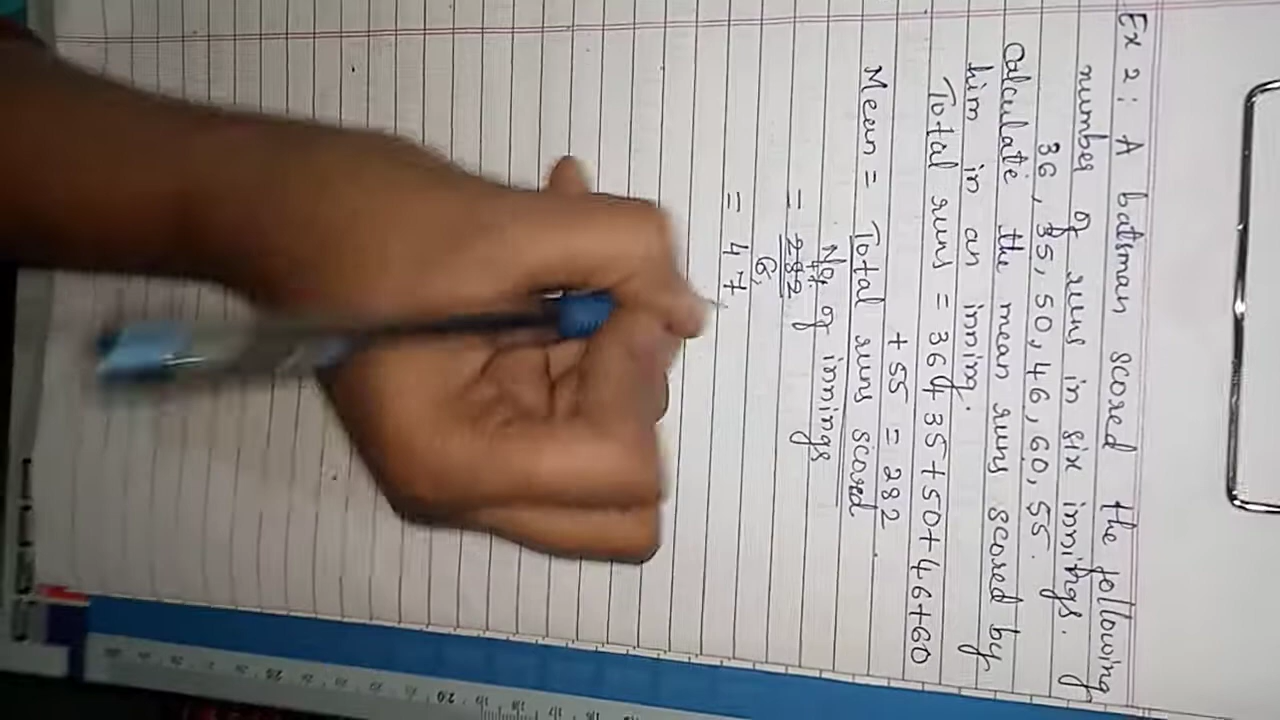 Ex 2: A batsman scored the following
number of runs in six innings.
36, 35, 50, 46, 60, 55.
Calculate the mean runs scored by
him in an inning.
Total runs = 36+35+50+46+60
+55 = 282
Mean = Total runs scored
No. of innings
= 282
6
= 47.